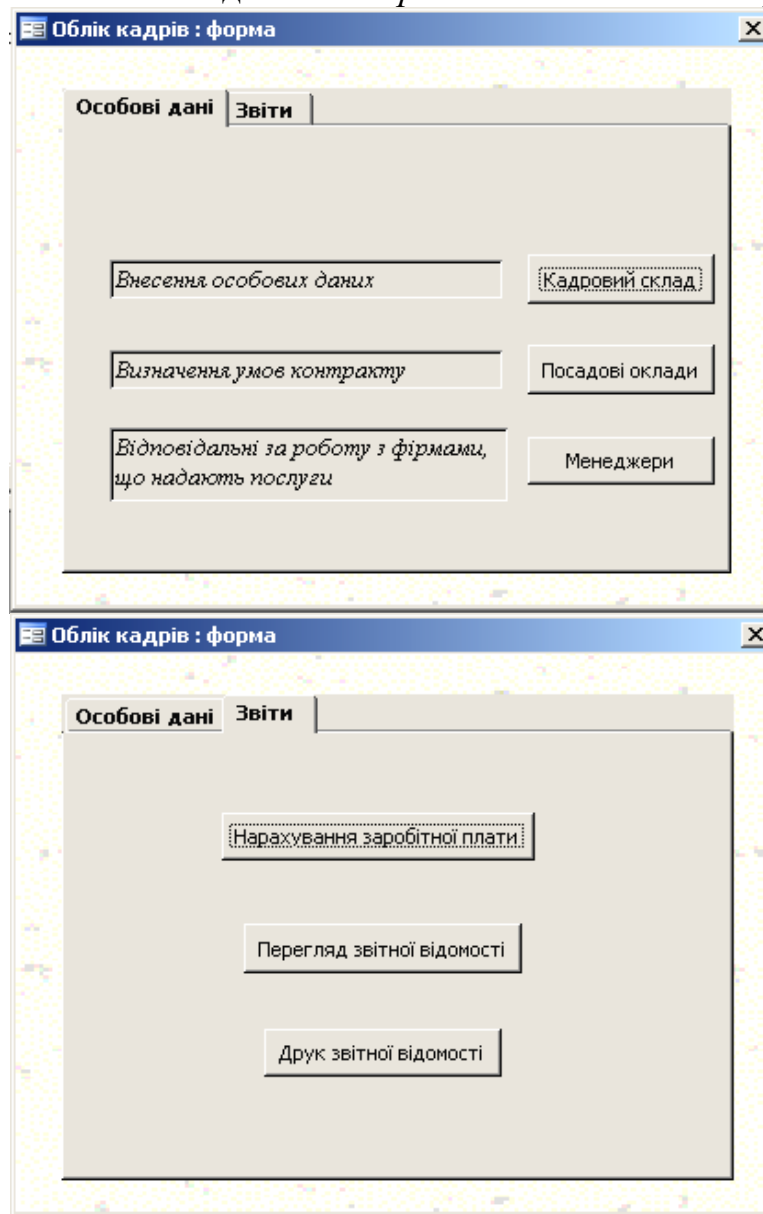 Облік кадрів : форма
Особові дані Звіти
Внесення особових даних Кадровий склад
Визначення умов контракту Посадові оклади
Відповідальні за роботу з фірмами,
що надають послуги Менеджери
Облік кадрів : форма
Особові дані Звіти
Нарахування заробітної плати
Перегляд звітної відомості
Друк звітної відомості